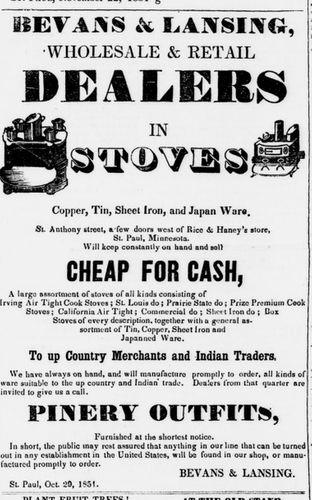 BEVANS & LANSING,
WHOLESALE & RETAIL
DEALERS
IN
STOVES
Copper, Tin, Sheet Iron, and Japan Ware.
St. Anthony street, a few doors west of Rice & Haney's store,
St. Paul, Minnesota.
Will keep constantly on hand and sell
CHEAP FOR CASH,
A large assortment of stoves of all kinds consisting of
Irving Air Tight Cook Stoves; St. Louis do; Prairie State do; Prize Premium Cook
Stoves; California Air Tight; Commercial do; Sheet Iron do; Box
Stoves of every description, together with a general as-
sortment of Tin, Copper, Sheet Iron and
Japanned Ware.
To up Country Merchants and Indian Traders.
We have always on hand, and will manufacture promptly to order, all kinds of
ware suitable to the up country and Indian trade. Dealers from that quarter are
invited to give us a call.
PINERY OUTFITS,
Furnished at the shortest notice.
In short, the public may rest assured that anything in our line that can be turned
out in any establishment in the United States, will be found in our shop, or manu-
factured promptly to order.
BEVANS & LANSING.
St. Paul, Oct. 29, 1851.